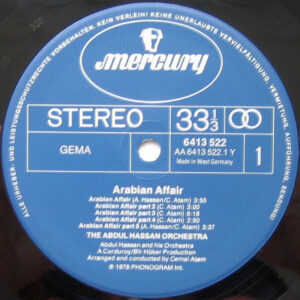 mercury
STEREO 33 1/3
GEMA
6413 522
AA 6413 522.1 Y
Made in West Germany
1
Arabian Affair
Arabian Affair (A. Hassan/C. Atam) 3:55
Arabian Affair part 2 (C. Atam) 3:00
Arabian Affair part 3 (C. Atam) 6:18
Arabian Affair part 4 (C. Atam) 2:50
Arabian Affair part 5 (A. Hassan/C. Atam) 3:37
THE ABDUL HASSAN ORCHESTRA
Abdul Hassan and his Orchestra
A Corduroy/Bir Hüker Production
Arranged and conducted by Cemal Atam
℗ 1978 PHONOGRAM Int.
ALLE URHEBER- UND LEISTUNGSSCHUTZRECHTE VORBEHALTEN. KEIN VERLEIH! KEINE UNERLAUBTE VERVIELFÄLTIGUNG, VERMIETUNG, AUFFÜHRUNG, SENDUNG!